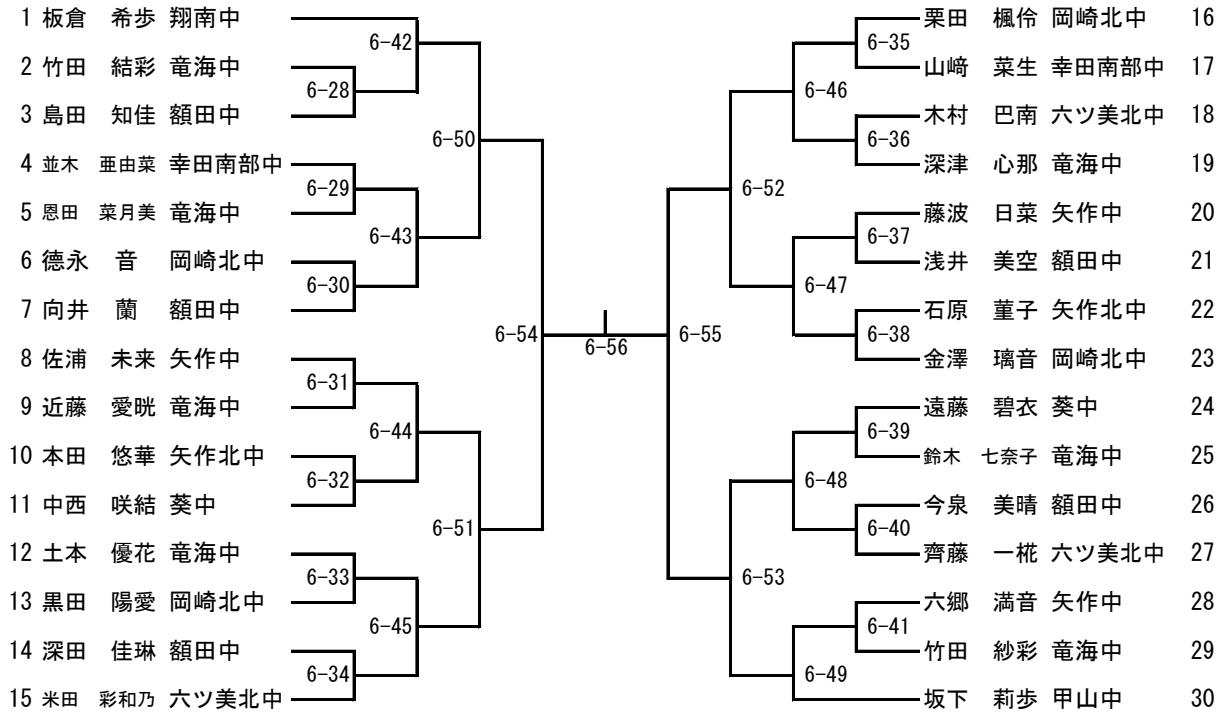 1 板倉　希歩 翔南中
2 竹田　結彩 竜海中
3 島田　知佳 額田中
4 並木　亜由菜 幸田南部中
5 恩田　菜月美 竜海中
6 德永　音 岡崎北中
7 向井　蘭 額田中
8 佐浦　未来 矢作中
9 近藤　愛晄 竜海中
10 本田　悠華 矢作北中
11 中西　咲結 葵中
12 土本　優花 竜海中
13 黒田　陽愛 岡崎北中
14 深田　佳琳 額田中
15 米田　彩和乃 六ツ美北中
6-28
6-29
6-30
6-31
6-32
6-33
6-34
6-42
6-43
6-44
6-45
6-50
6-51
6-54
6-56
6-55
6-52
6-53
6-46
6-47
6-48
6-49
6-35
6-36
6-37
6-38
6-39
6-40
6-41
栗田　楓伶 岡崎北中 16
山﨑　菜生 幸田南部中 17
木村　巴南 六ツ美北中 18
深津　心那 竜海中 19
藤波　日菜 矢作中 20
浅井　美空 額田中 21
石原　菫子 矢作北中 22
金澤　璃音 岡崎北中 23
遠藤　碧衣 葵中 24
鈴木　七奈子 竜海中 25
今泉　美晴 額田中 26
齊藤　一椛 六ツ美北中 27
六郷　満音 矢作中 28
竹田　紗彩 竜海中 29
坂下　莉歩 甲山中 30